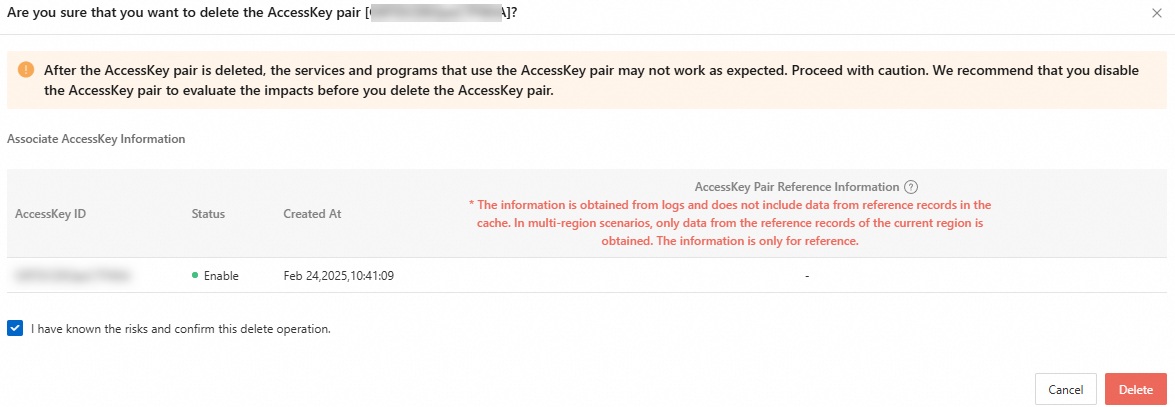 Are you sure that you want to delete the AccessKey pair [ A]?
After the AccessKey pair is deleted, the services and programs that use the AccessKey pair may not work as expected. Proceed with caution. We recommend that you disable
the AccessKey pair to evaluate the impacts before you delete the AccessKey pair.
Associate AccessKey Information
AccessKey ID
Status
Created At
AccessKey Pair Reference Information
* The information is obtained from logs and does not include data from reference records in the
cache. In multi-region scenarios, only data from the reference records of the current region is
obtained. The information is only for reference.
Enable
Feb 24,2025,10:41:09
-
I have known the risks and confirm this delete operation.
Cancel
Delete